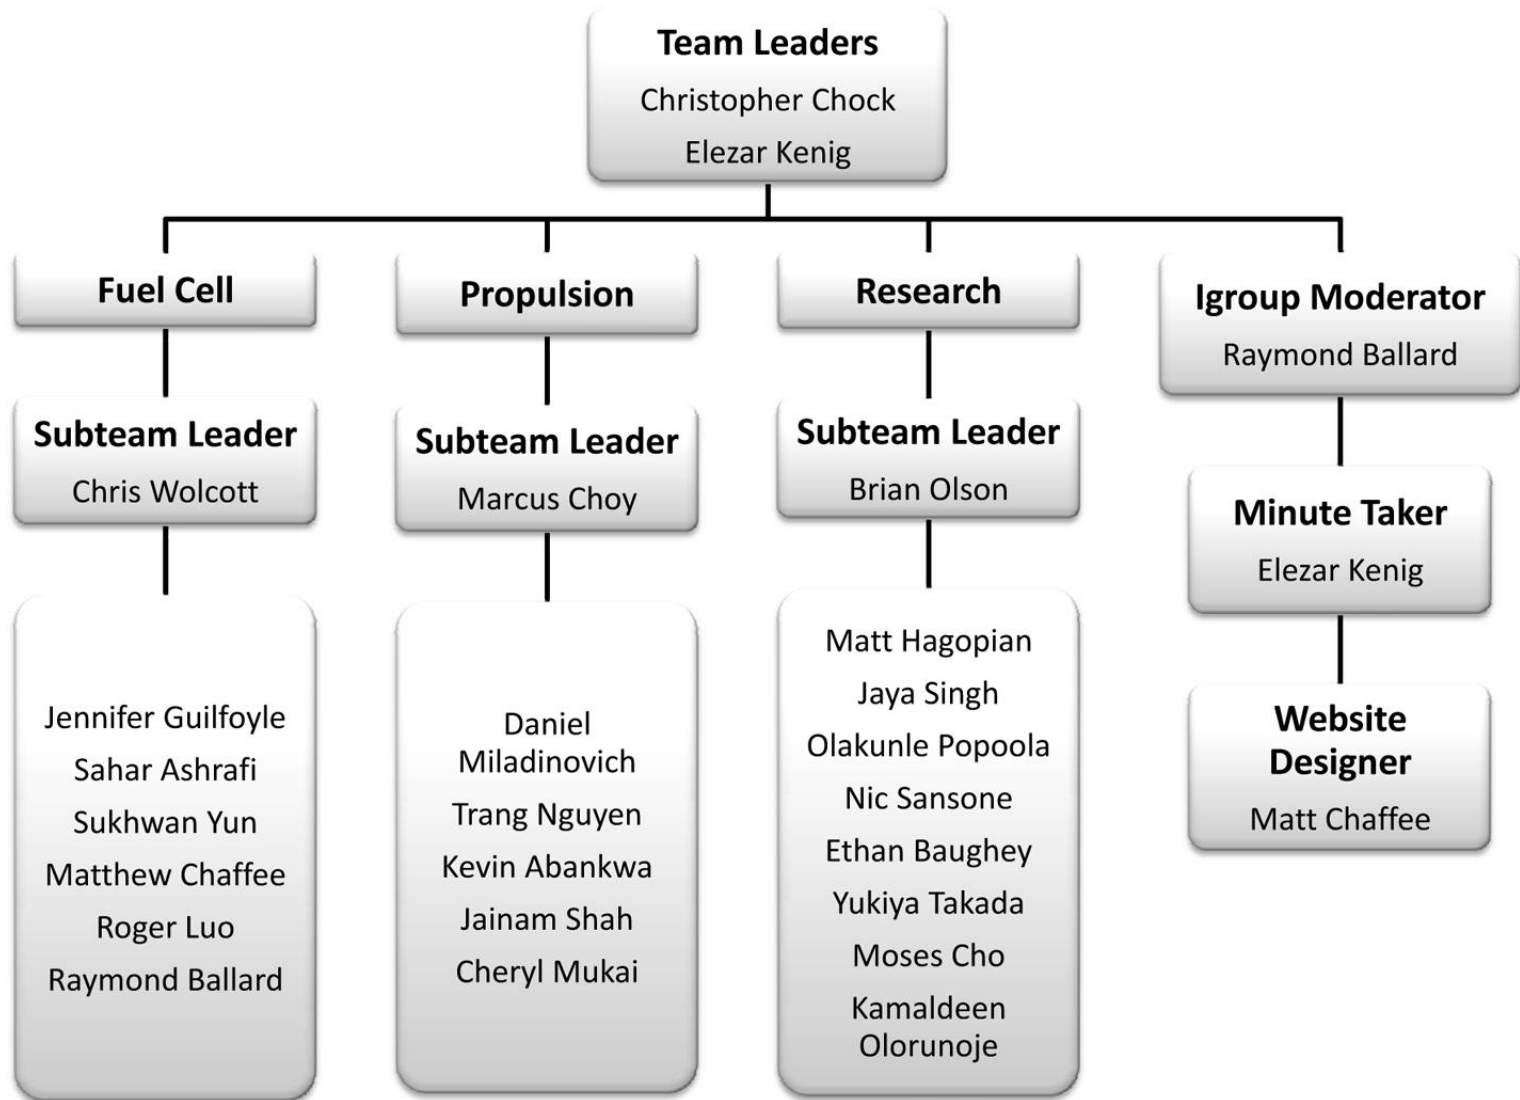 Team Leaders
Christopher Chock
Elezar Kenig
Fuel Cell
Subteam Leader
Chris Wolcott
Jennifer Guilfoyle
Sahar Ashrafi
Sukhwan Yun
Matthew Chaffee
Roger Luo
Raymond Ballard
Propulsion
Subteam Leader
Marcus Choy
Daniel
Miladinovich
Trang Nguyen
Kevin Abankwa
Jainam Shah
Cheryl Mukai
Research
Subteam Leader
Brian Olson
Matt Hagopian
Jaya Singh
Olakunle Popoola
Nic Sansone
Ethan Baughey
Yukiya Takada
Moses Cho
Kamaldeen
Olorunoje
Igroup Moderator
Raymond Ballard
Minute Taker
Elezar Kenig
Website
Designer
Matt Chaffee